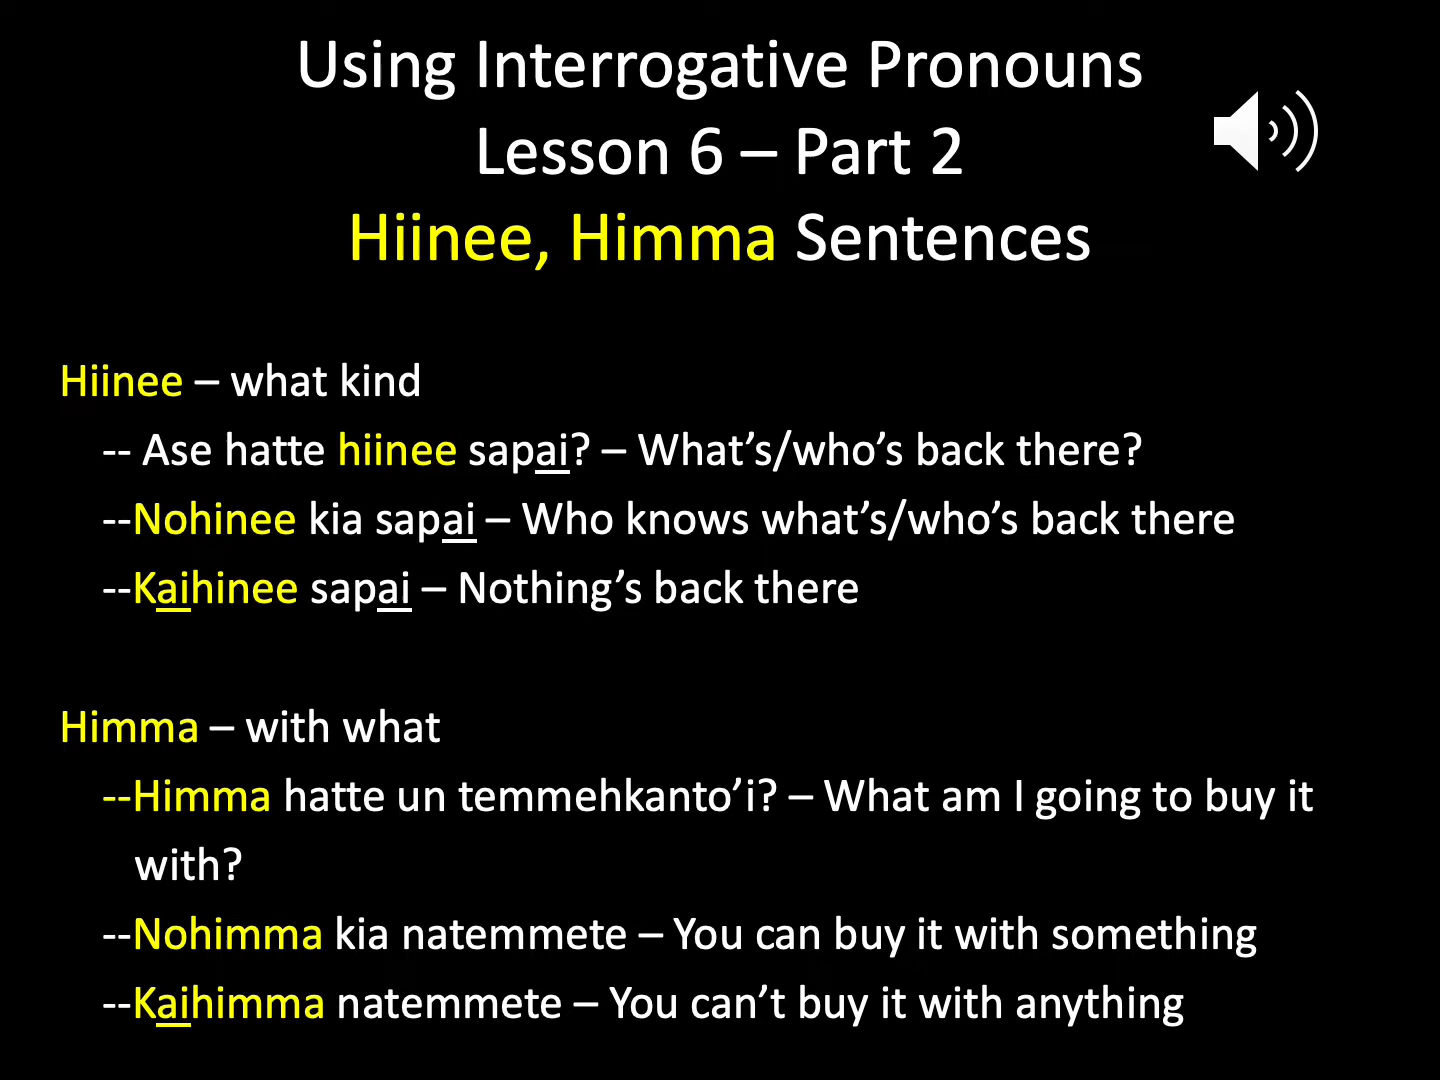 Using Interrogative Pronouns
Lesson 6 – Part 2
Hiinee, Himma Sentences
Hiinee – what kind
-- Ase hatte hiinee sapai? – What’s/who’s back there?
--Nohinee kia sapai – Who knows what’s/who’s back there
--Kaihinee sapai – Nothing’s back there
Himma – with what
--Himma hatte un temmehkanto’i? – What am I going to buy it
with?
--Nohimma kia natemmete – You can buy it with something
--Kaihimma natemmete – You can’t buy it with anything